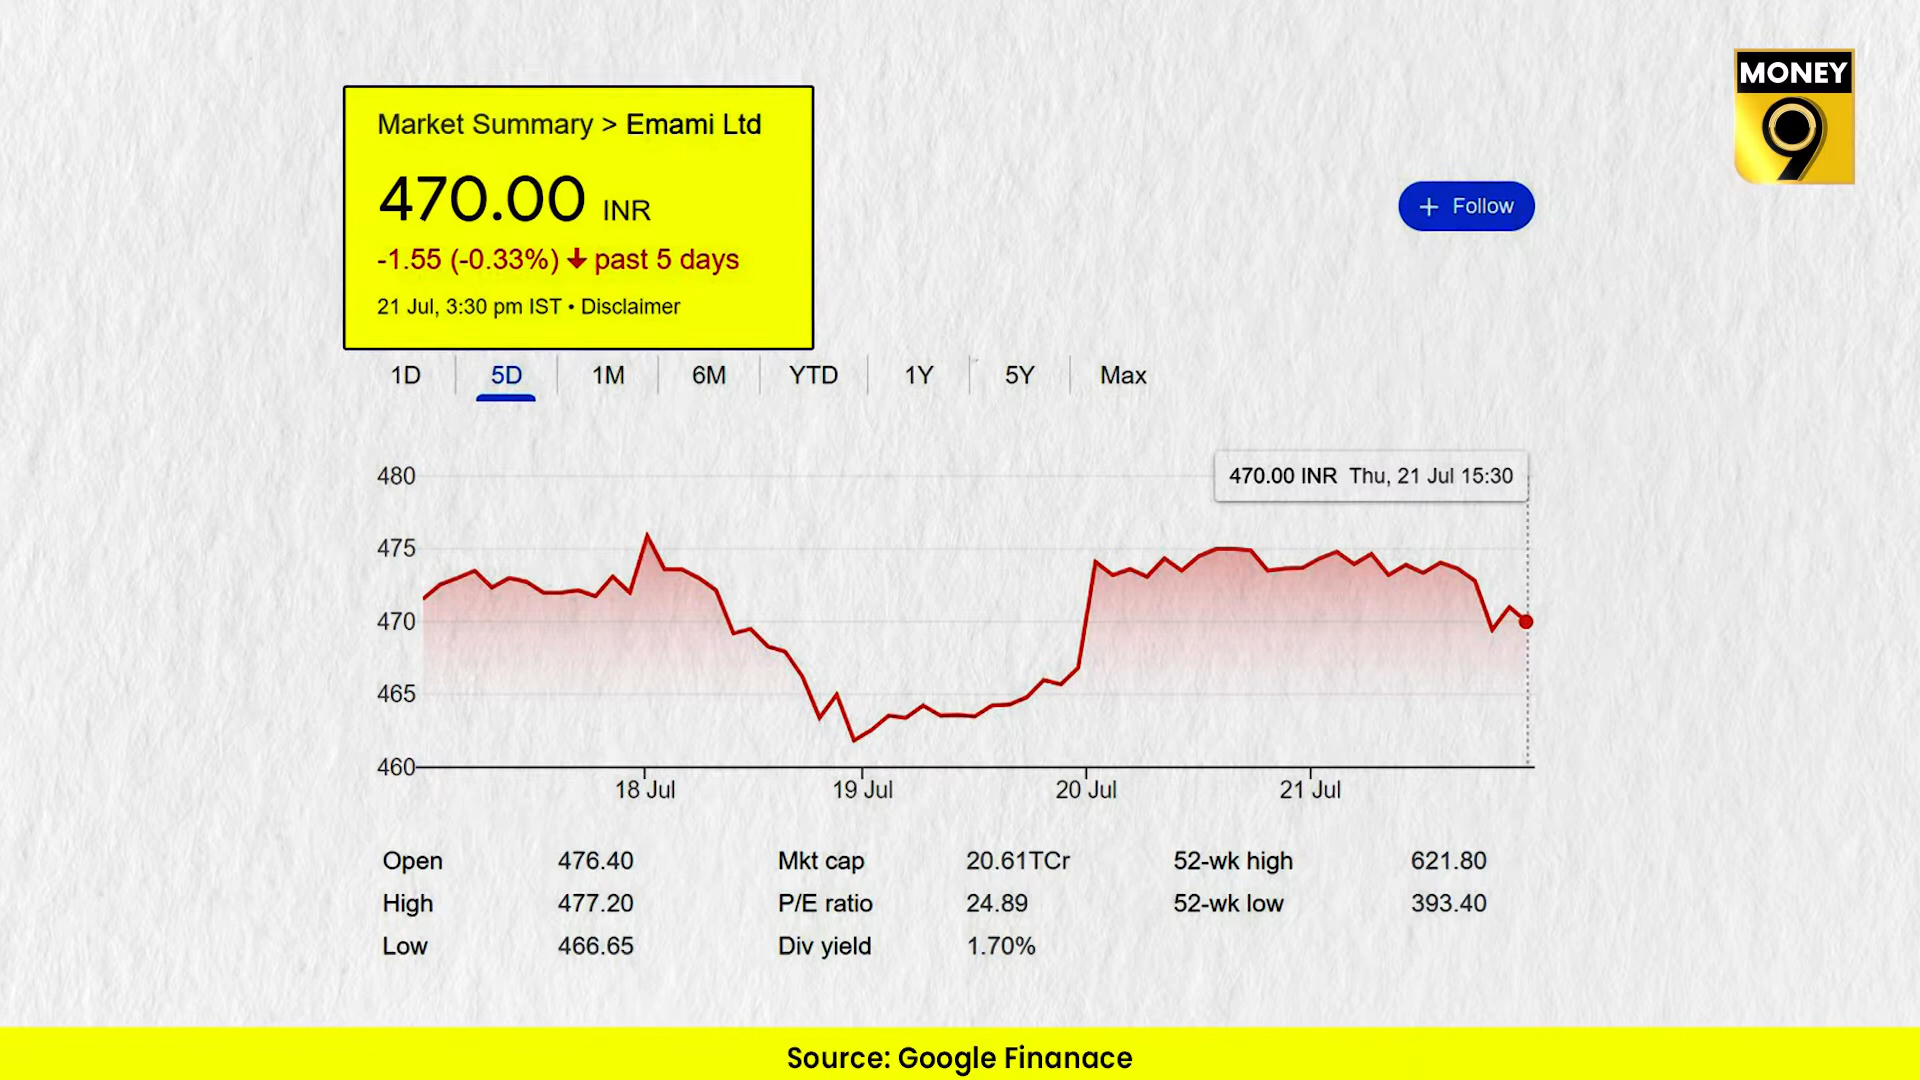 MONEY
9
Market Summary > Emami Ltd
470.00 INR
-1.55 (-0.33%) ↓ past 5 days
21 Jul, 3:30 pm IST • Disclaimer
+ Follow
1D 5D 1M 6M YTD 1Y 5Y Max
470.00 INR Thu, 21 Jul 15:30
480
475
470
465
460
18 Jul 19 Jul 20 Jul 21 Jul
Open 476.40 Mkt cap 20.61TCr 52-wk high 621.80
High 477.20 P/E ratio 24.89 52-wk low 393.40
Low 466.65 Div yield 1.70%
Source: Google Finanace